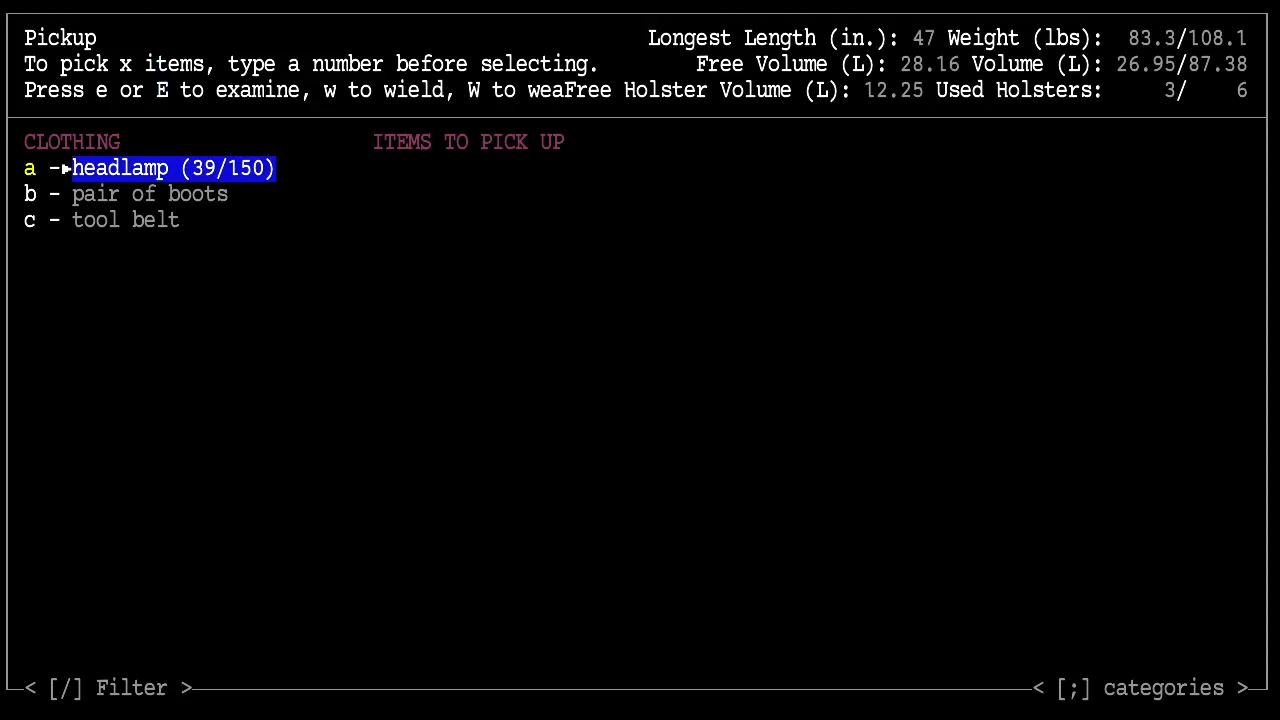 Pickup Longest Length (in.): 47 Weight (lbs): 83.3/108.1
To pick x items, type a number before selecting. Free Volume (L): 28.16 Volume (L): 26.95/87.38
Press e or E to examine, w to wield, W to weaFree Holster Volume (L): 12.25 Used Holsters: 3/ 6
CLOTHING ITEMS TO PICK UP
a -▸headlamp (39/150)
b - pair of boots
c - tool belt
< [/] Filter > < [;] categories >